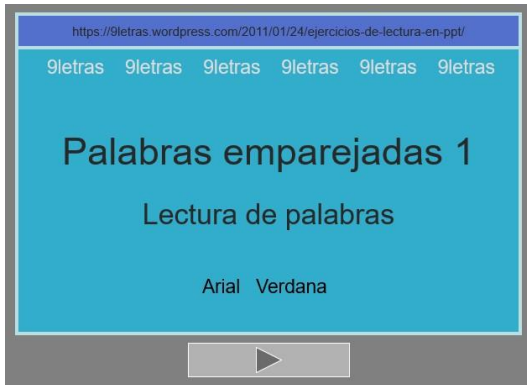 https://9letras.wordpress.com/2011/01/24/ejercicios-de-lectura-en-ppt/
9letras 9letras 9letras 9letras 9letras 9letras
Palabras emparejadas 1
Lectura de palabras
Arial Verdana